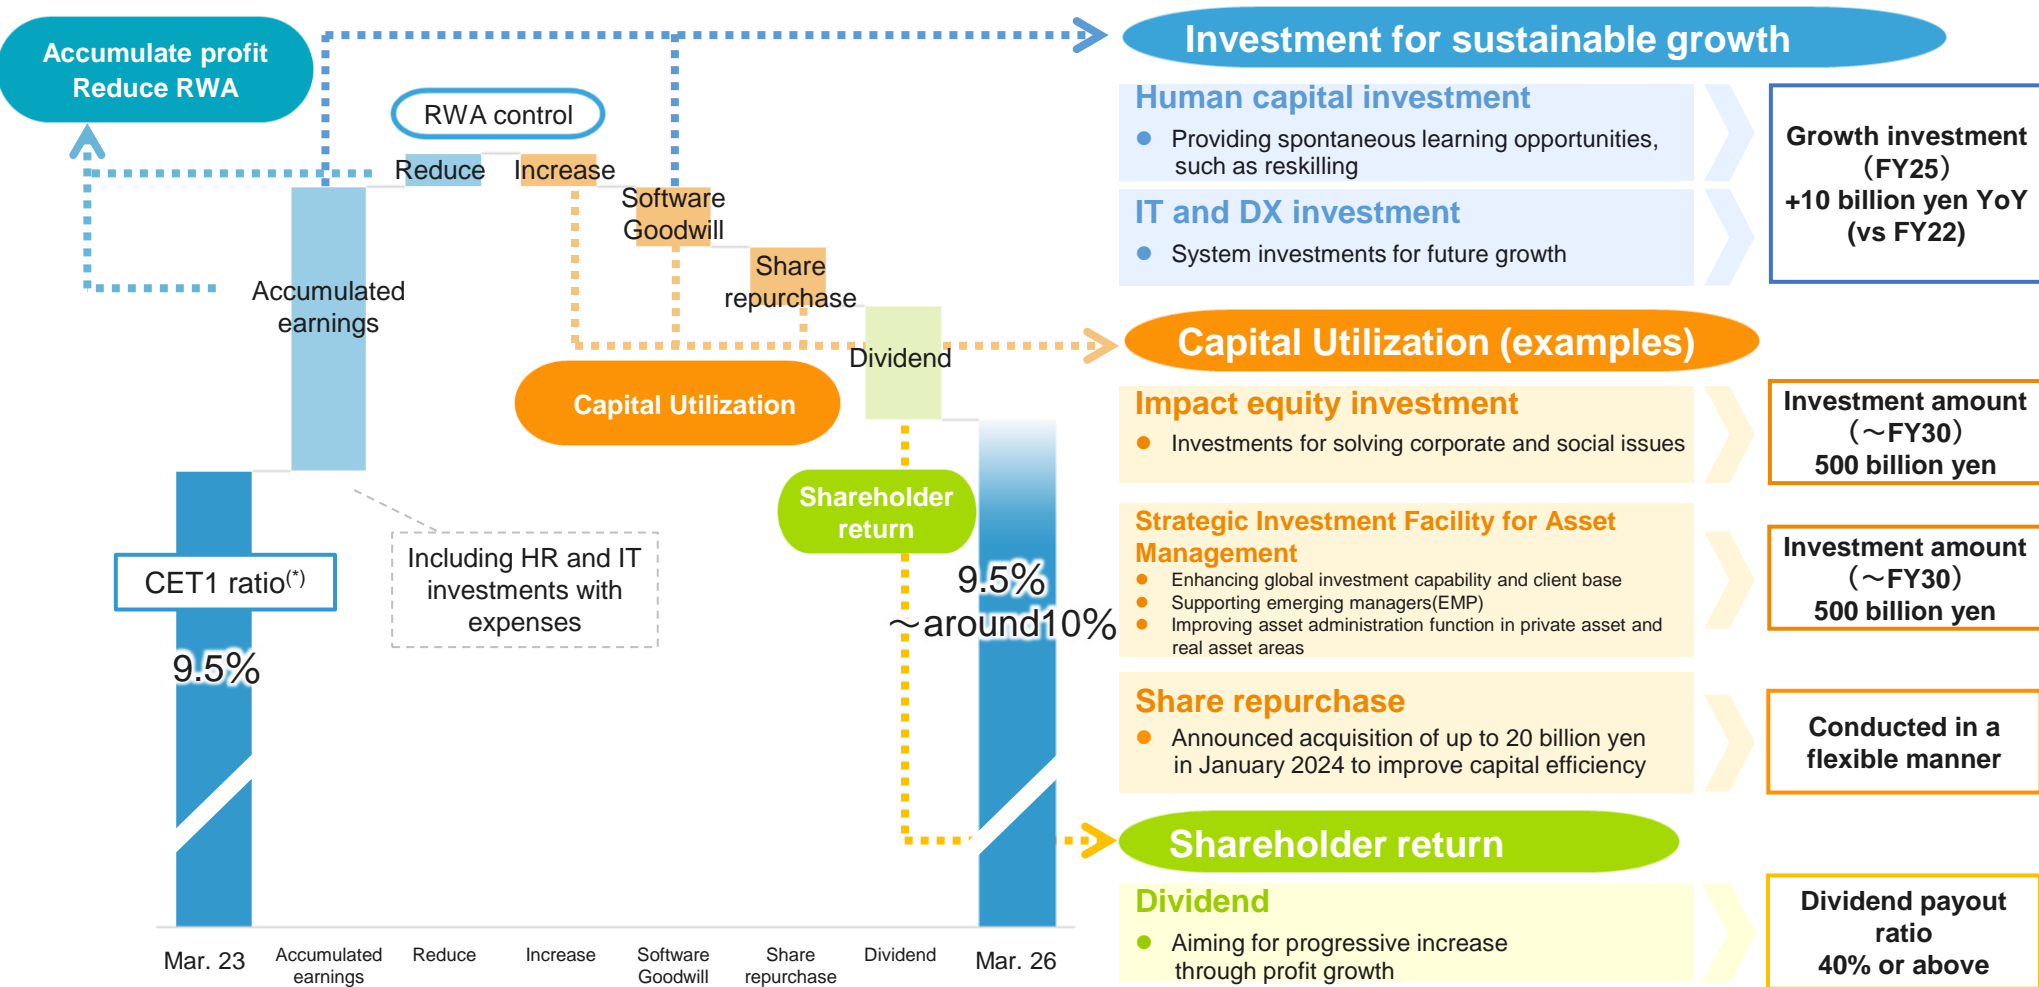 Accumulate profit
Reduce RWA
RWA control
Reduce
Increase
Software
Goodwill
Share
repurchase
Accumulated
earnings
Dividend
Capital Utilization
Shareholder
return
CET1 ratio(*)
9.5%
Including HR and IT
investments with
expenses
9.5%
～around10%
Mar. 23
Accumulated
earnings
Reduce
Increase
Software
Goodwill
Share
repurchase
Dividend
Mar. 26
Investment for sustainable growth
Human capital investment
● Providing spontaneous learning opportunities,
such as reskilling
IT and DX investment
● System investments for future growth
Growth investment
（FY25）
+10 billion yen YoY
(vs FY22)
Capital Utilization (examples)
Impact equity investment
● Investments for solving corporate and social issues
Investment amount
（～FY30）
500 billion yen
Strategic Investment Facility for Asset
Management
● Enhancing global investment capability and client base
● Supporting emerging managers(EMP)
● Improving asset administration function in private asset and
real asset areas
Investment amount
（～FY30）
500 billion yen
Share repurchase
● Announced acquisition of up to 20 billion yen
in January 2024 to improve capital efficiency
Conducted in a
flexible manner
Shareholder return
Dividend
● Aiming for progressive increase
through profit growth
Dividend payout
ratio
40% or above